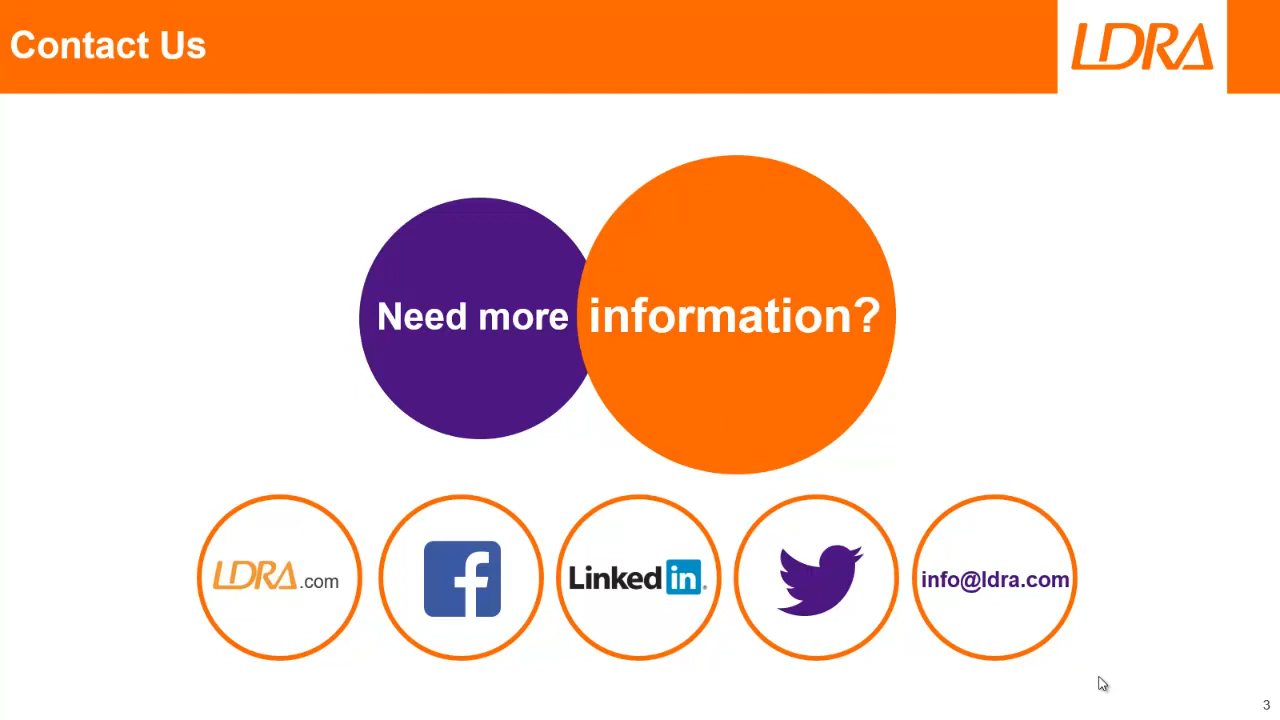 Contact Us
LDRA
Need more information?
LDRA.com
f
Linked in
info@ldra.com
3